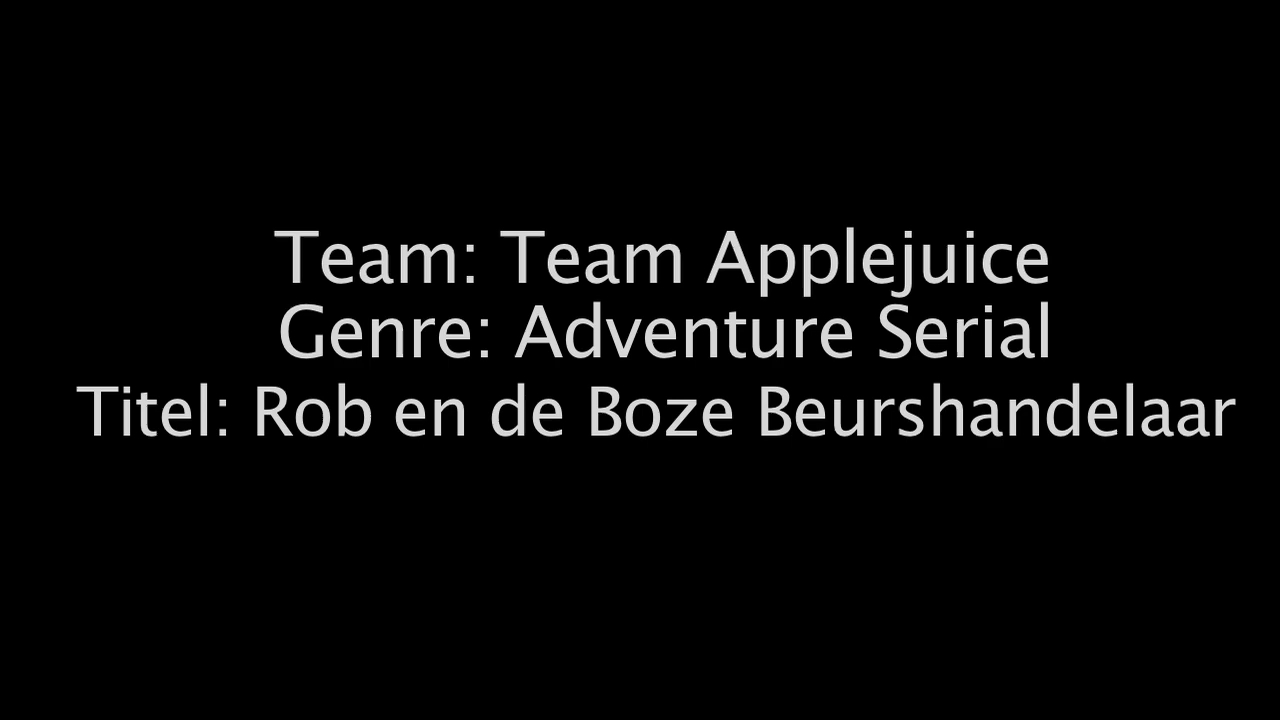 Team: Team Applejuice
Genre: Adventure Serial
Titel: Rob en de Boze Beurshandelaar